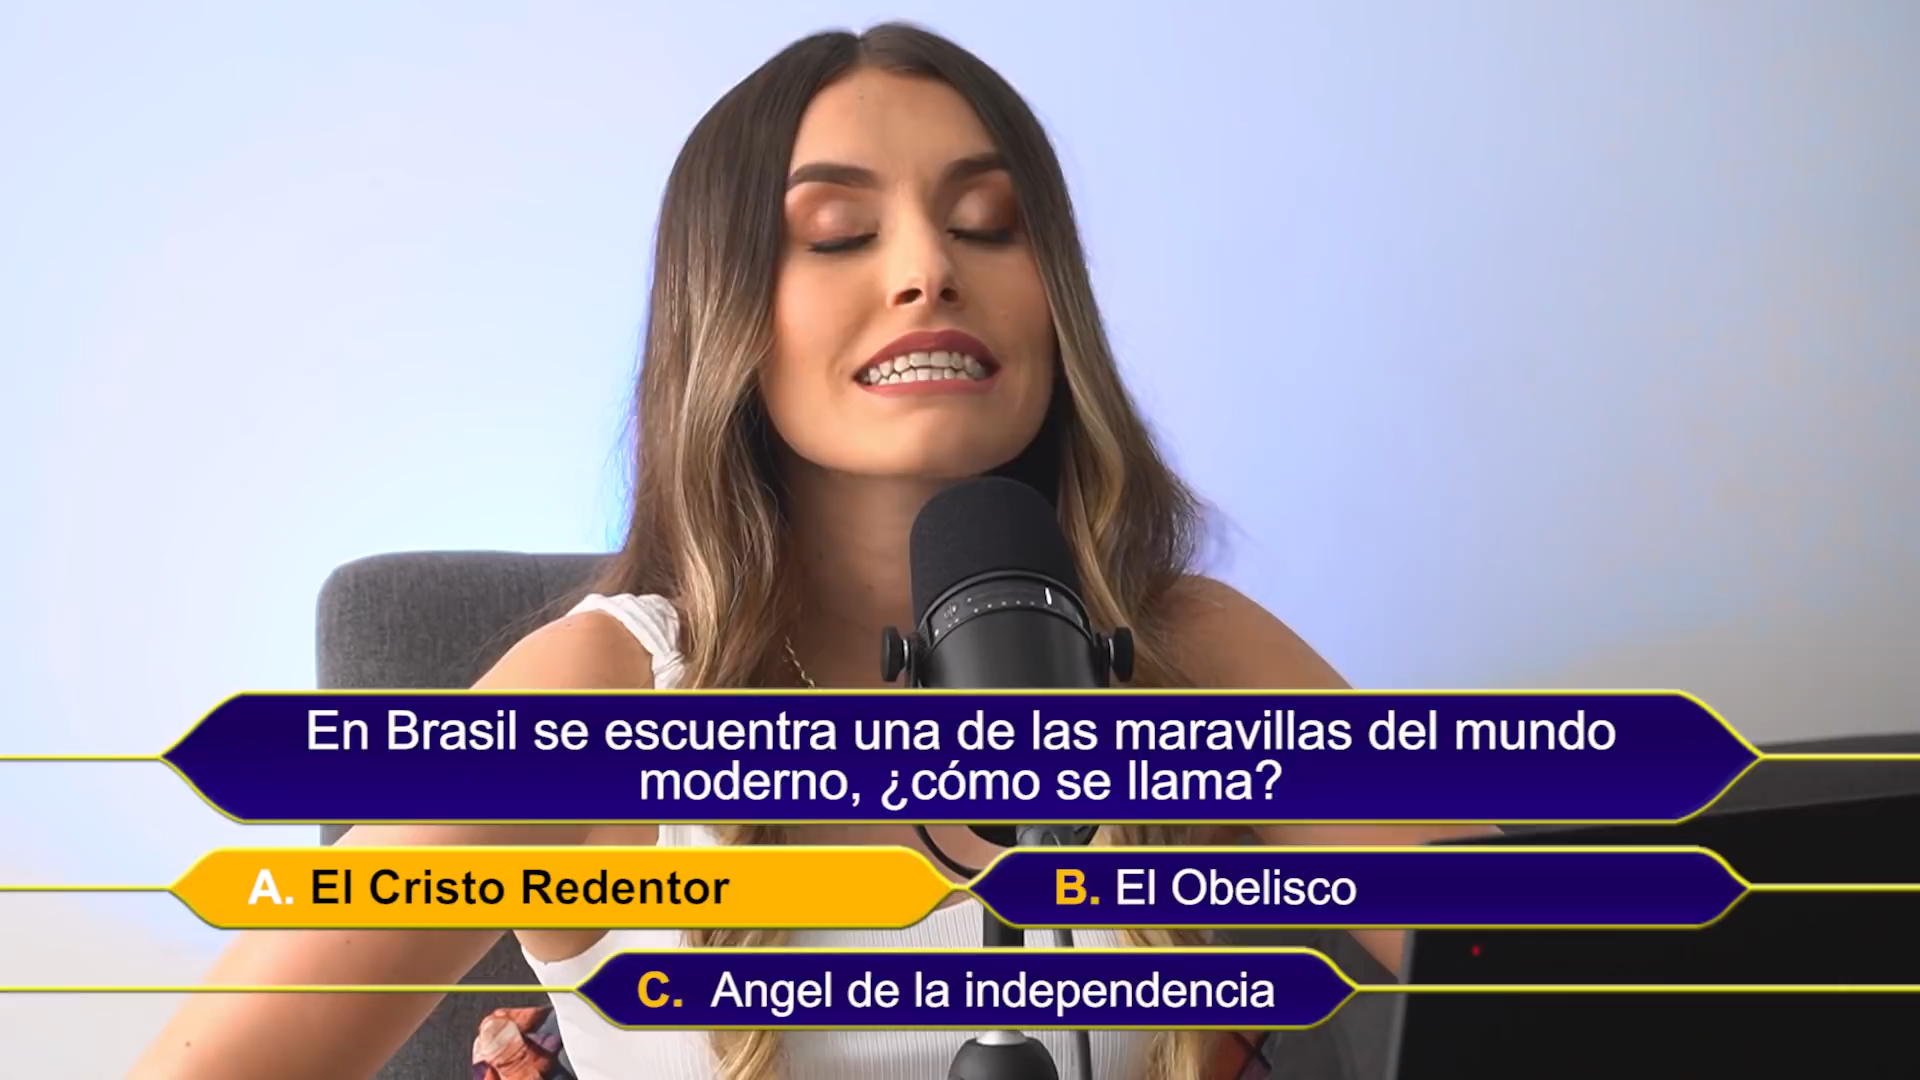 En Brasil se escuentra una de las maravillas del mundo
moderno, ¿cómo se llama?
A. El Cristo Redentor
B. El Obelisco
C. Angel de la independencia